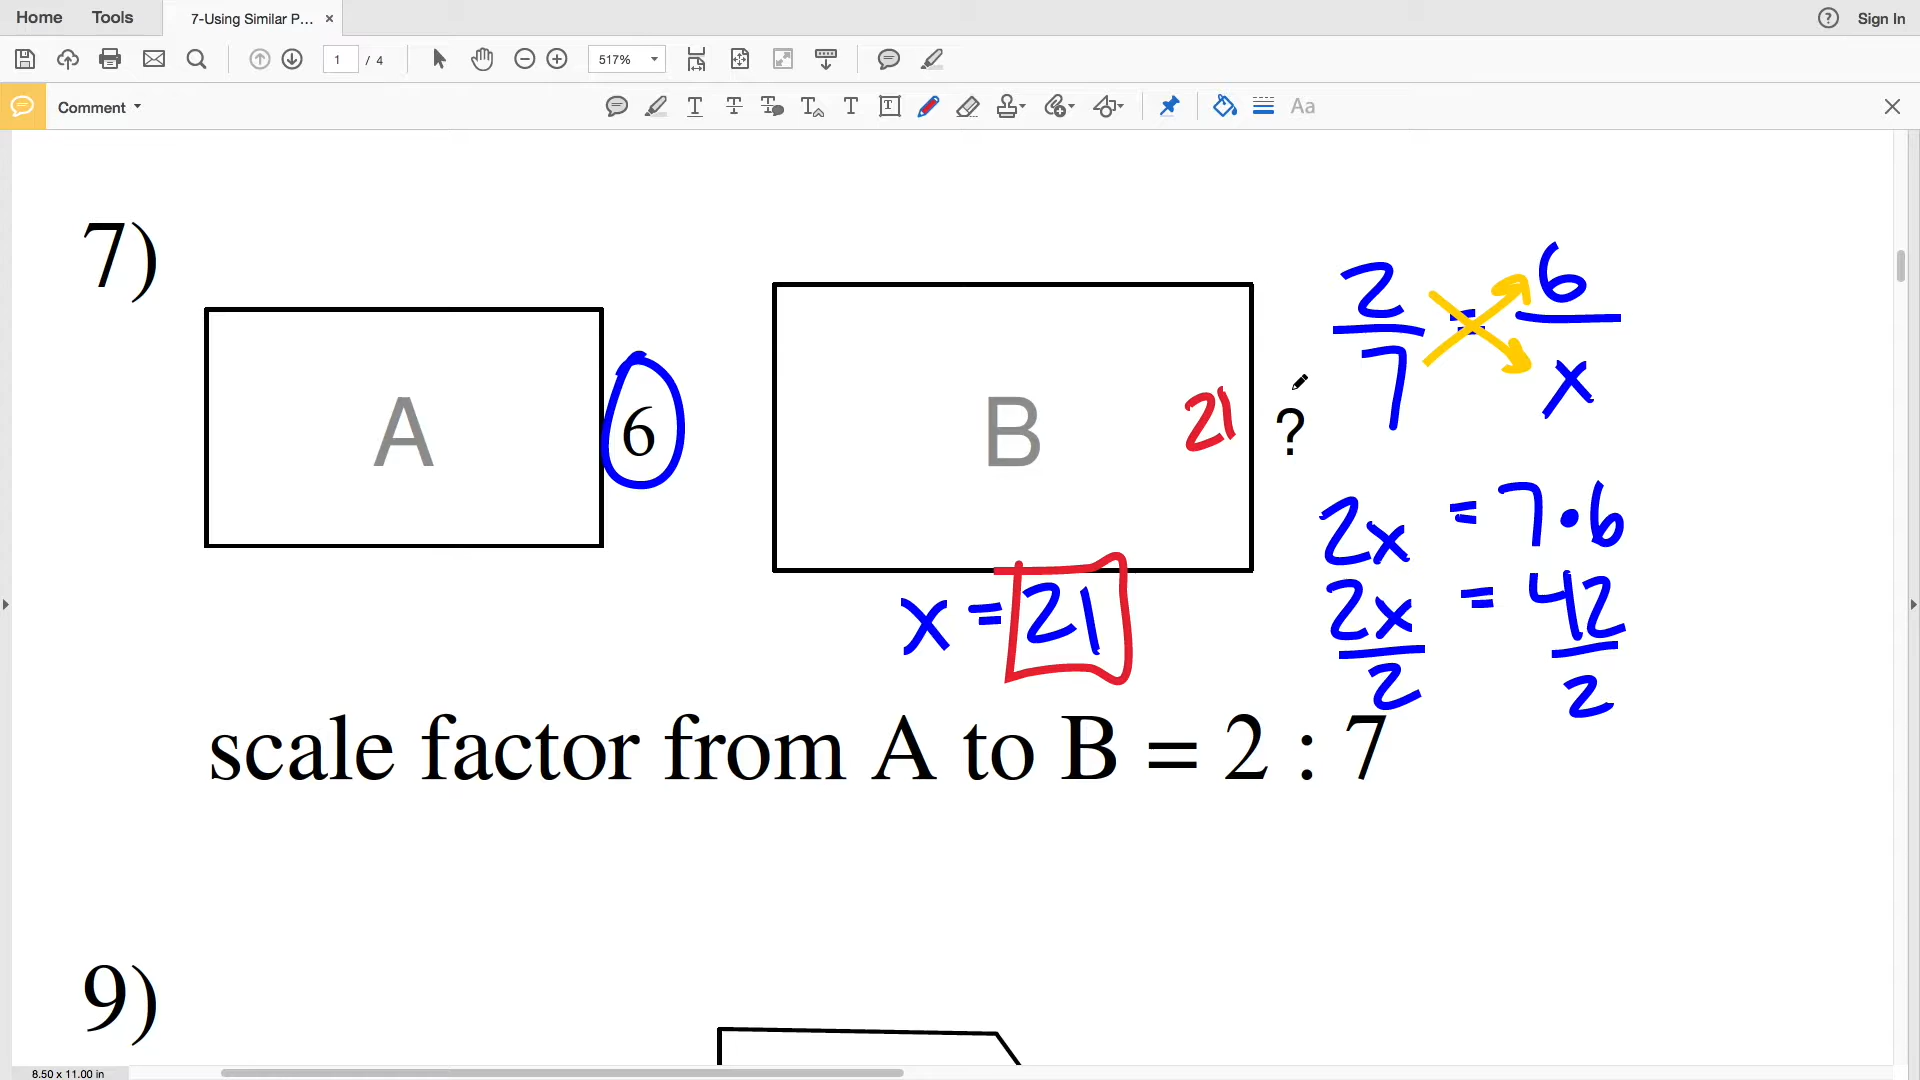 Home Tools 7-Using Similar P... × ? Sign In
1 / 4 517%
Comment Aa
7)
A 6 B 21 ?
2/7 = 6/x
2x = 7•6
2x/2 = 42/2
x = 21
scale factor from A to B = 2 : 7
9)
8.50 x 11.00 in